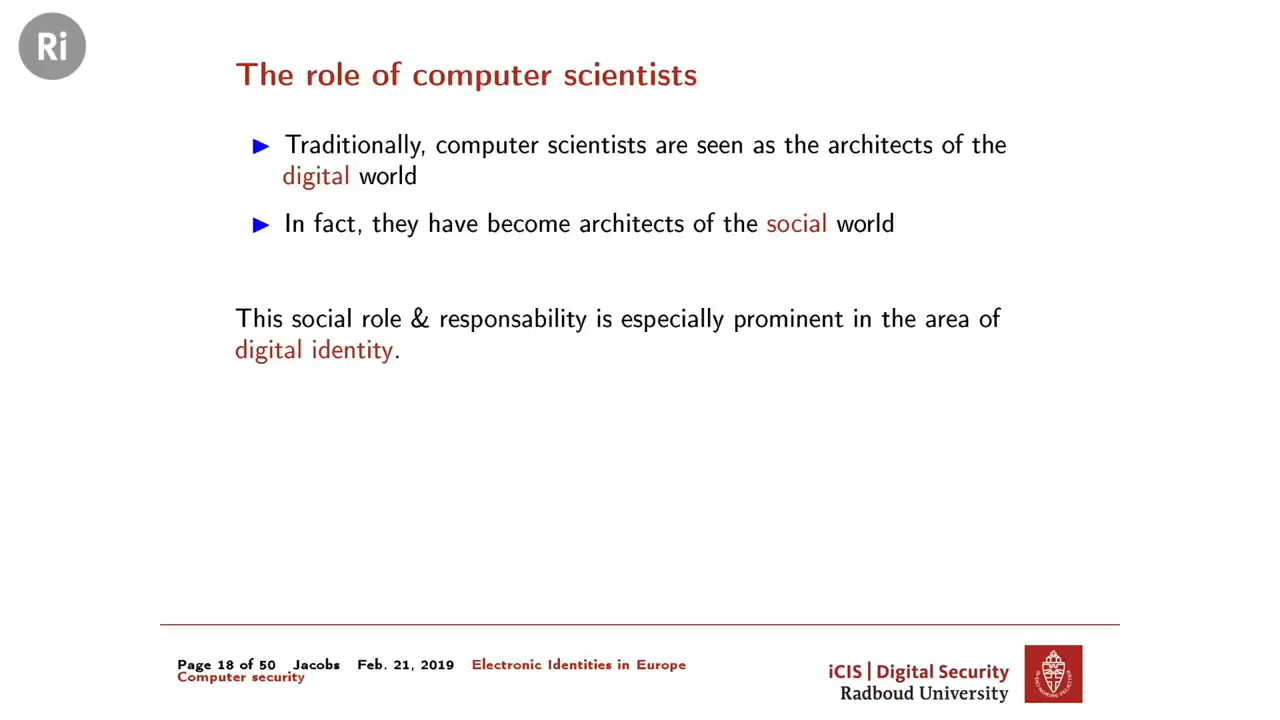 Ri
The role of computer scientists
Traditionally, computer scientists are seen as the architects of the
digital world
In fact, they have become architects of the social world
This social role & responsability is especially prominent in the area of
digital identity.
Page 18 of 50 Jacobs Feb. 21, 2019 Electronic Identities in Europe
Computer security
iCIS | Digital Security
Radboud University